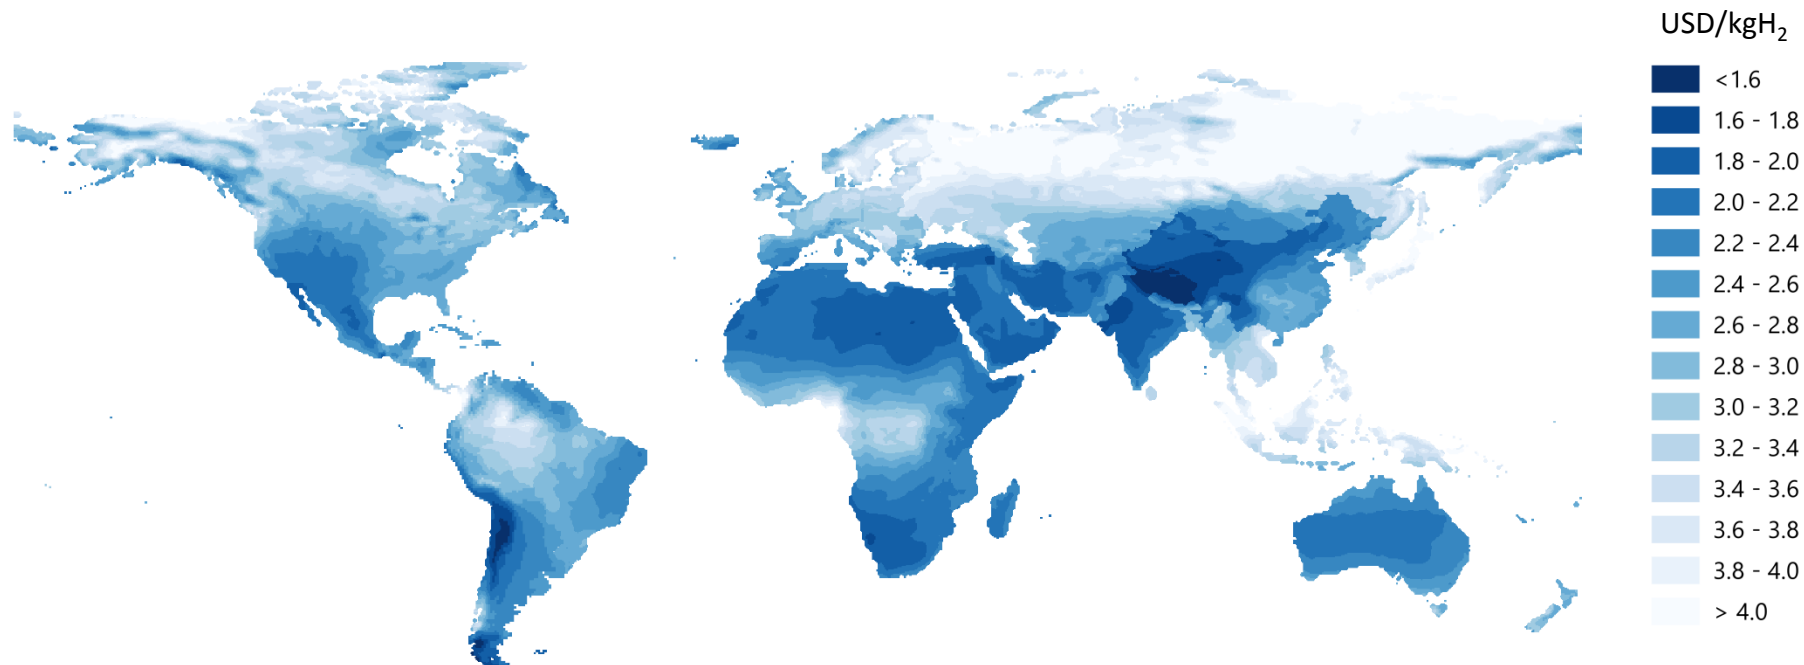 USD/kgH₂
<1.6
1.6 - 1.8
1.8 - 2.0
2.0 - 2.2
2.2 - 2.4
2.4 - 2.6
2.6 - 2.8
2.8 - 3.0
3.0 - 3.2
3.2 - 3.4
3.4 - 3.6
3.6 - 3.8
3.8 - 4.0
> 4.0